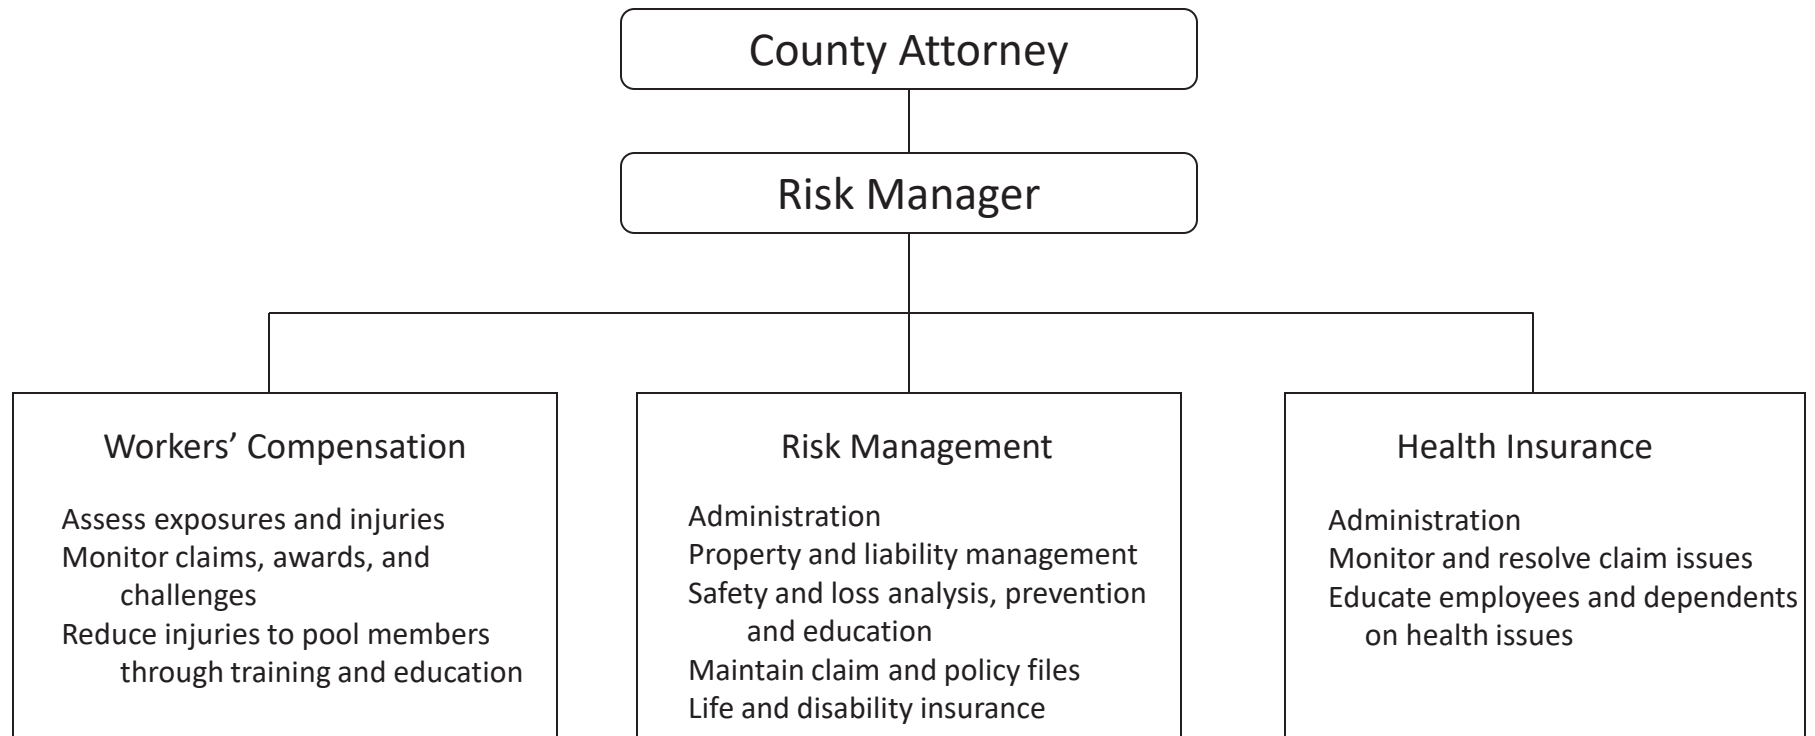 County Attorney
Risk Manager
Workers’ Compensation
Assess exposures and injuries
Monitor claims, awards, and
challenges
Reduce injuries to pool members
through training and education
Risk Management
Administration
Property and liability management
Safety and loss analysis, prevention
and education
Maintain claim and policy files
Life and disability insurance
Health Insurance
Administration
Monitor and resolve claim issues
Educate employees and dependents
on health issues